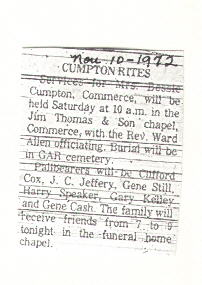 Nov 10-1972
CUMPTON RITES
Services for Mrs. Bessie
Cumpton, Commerce, will be
held Saturday at 10 a.m. in the
Jim Thomas & Son chapel,
Commerce, with the Rev. Ward
Allen officiating. Burial will be
in GAR cemetery.
Pallbearers will be Clifford
Cox, J. C. Jeffery, Gene Still,
Harry Speaker, Gary Kelley
and Gene Cash. The family will
receive friends from 7 to 9
tonight in the funeral home
chapel.